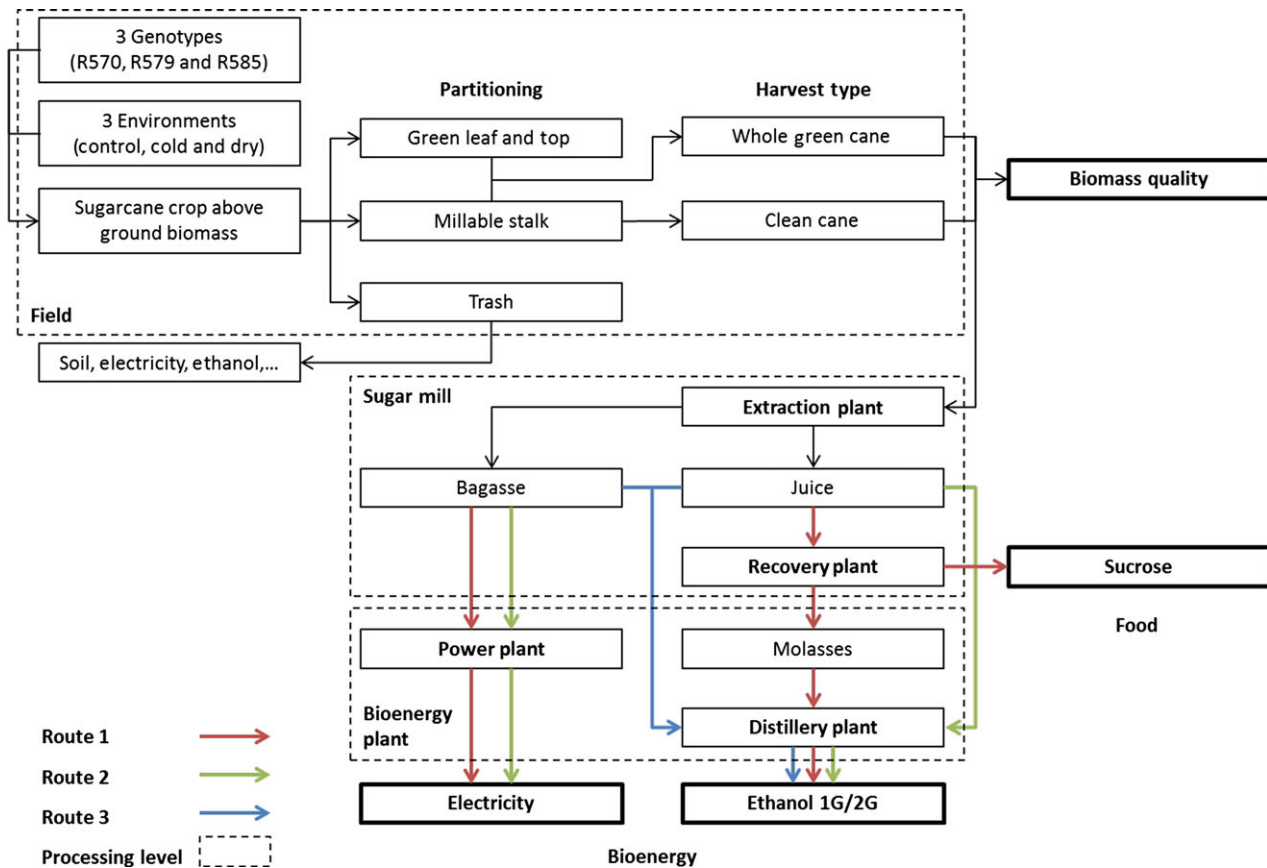 3 Genotypes
(R570, R579 and R585)
3 Environments
(control, cold and dry)
Sugarcane crop above
ground biomass
Field
Partitioning
Green leaf and top
Millable stalk
Trash
Harvest type
Whole green cane
Clean cane
Biomass quality
Soil, electricity, ethanol,...
Sugar mill
Extraction plant
Bagasse
Juice
Recovery plant
Sucrose
Food
Power plant
Molasses
Bioenergy
plant
Distillery plant
Electricity
Ethanol 1G/2G
Bioenergy
Route 1
Route 2
Route 3
Processing level